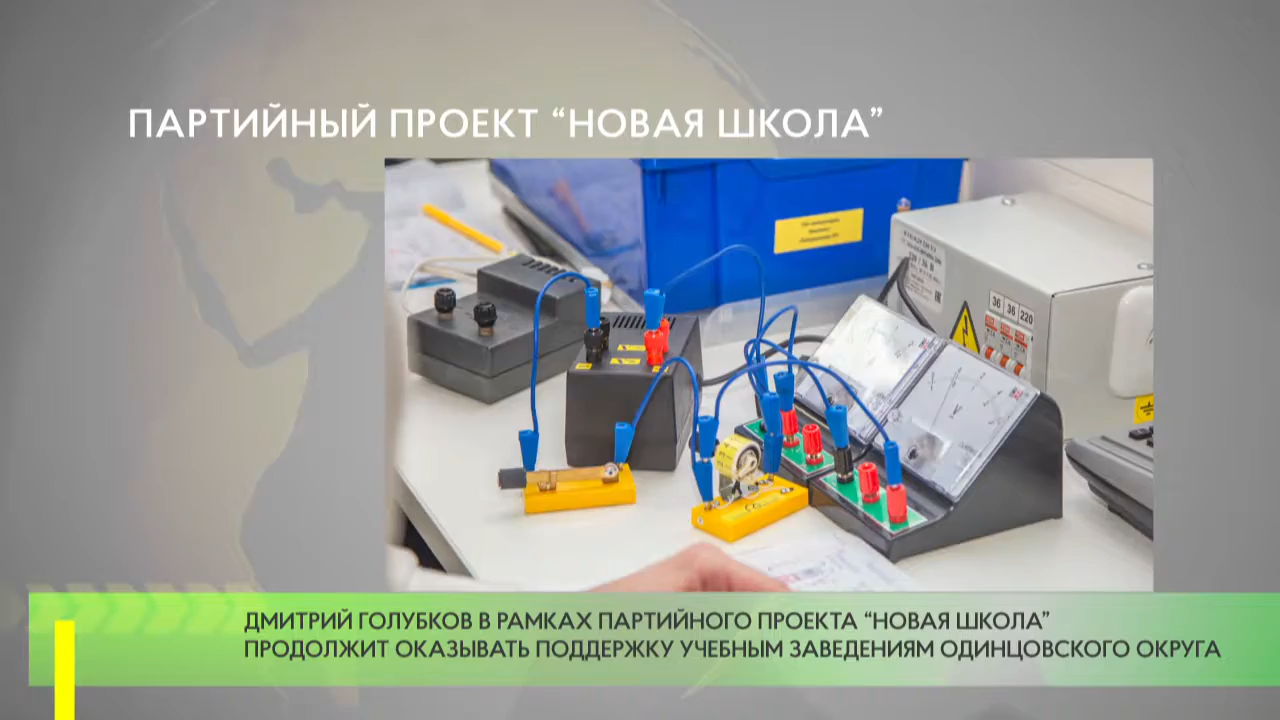 ПАРТИЙНЫЙ ПРОЕКТ “НОВАЯ ШКОЛА”
36 36 220
ДМИТРИЙ ГОЛУБКОВ В РАМКАХ ПАРТИЙНОГО ПРОЕКТА “НОВАЯ ШКОЛА”
ПРОДОЛЖИТ ОКАЗЫВАТЬ ПОДДЕРЖКУ УЧЕБНЫМ ЗАВЕДЕНИЯМ ОДИНЦОВСКОГО ОКРУГА